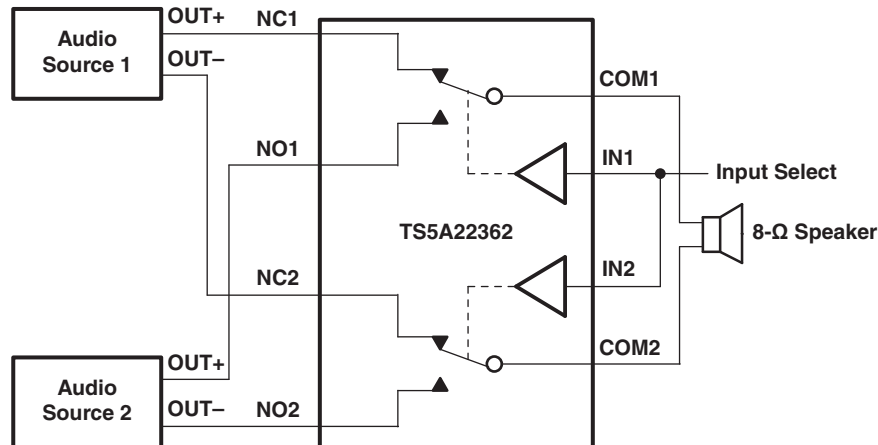 OUT+
NC1
Audio
Source 1
OUT–
COM1
NO1
IN1
Input Select
TS5A22362
8-Ω Speaker
NC2
IN2
OUT+
COM2
Audio
Source 2
OUT–
NO2